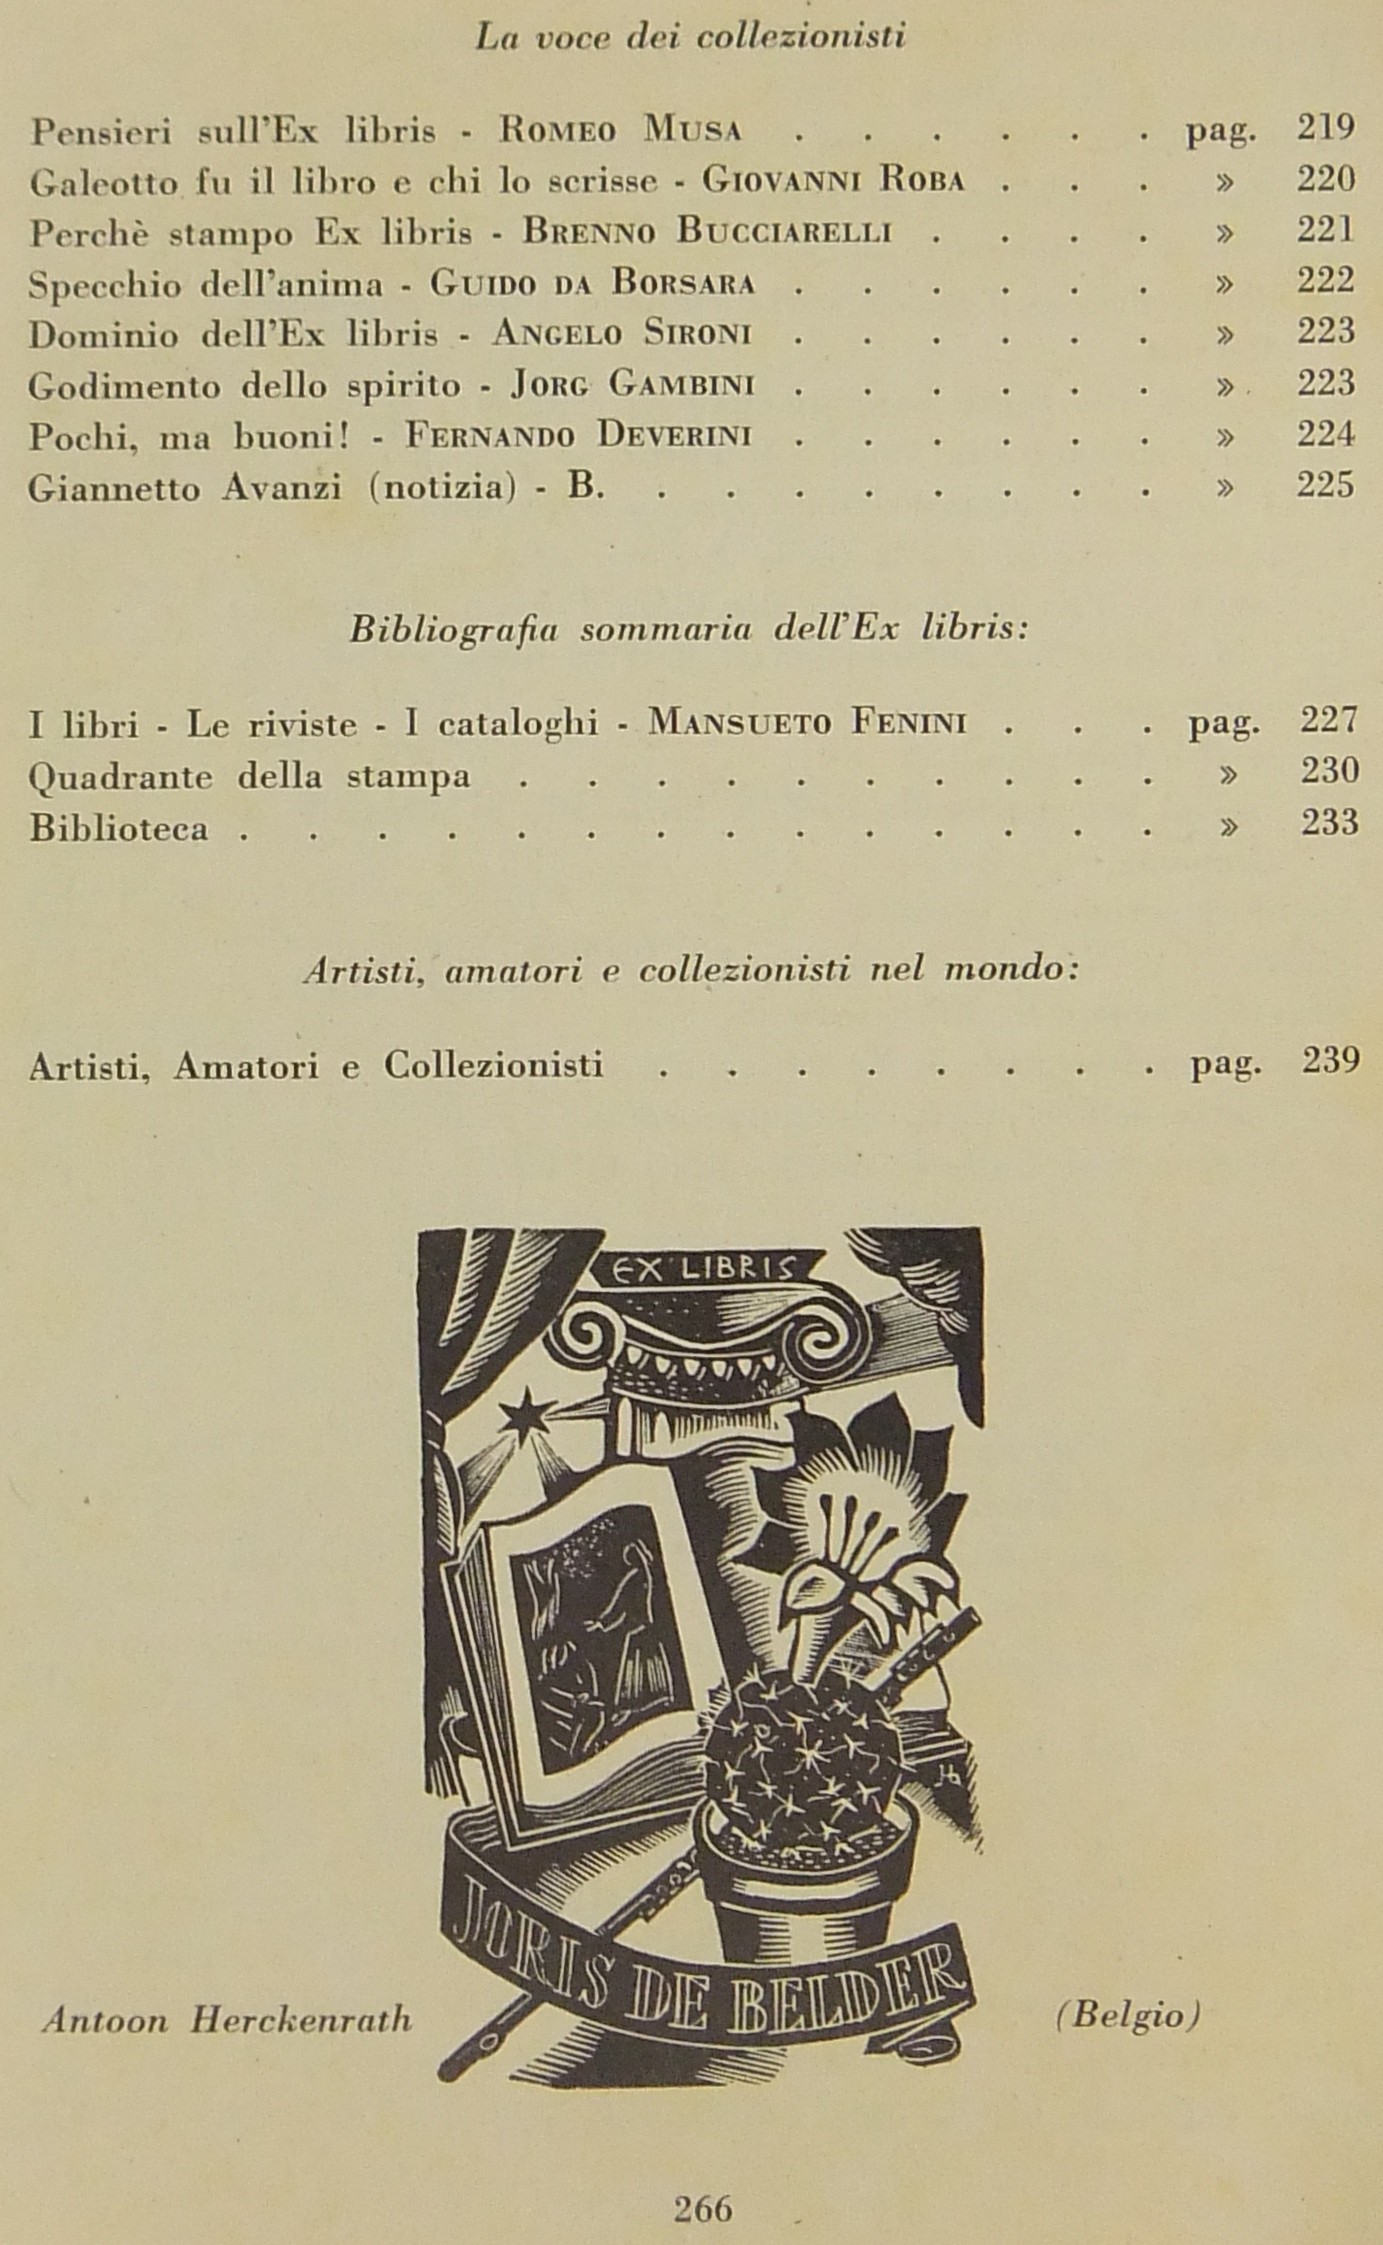 La voce dei collezionisti
Pensieri sull'Ex libris - Romeo Musa . . . . . . pag. 219
Galeotto fu il libro e chi lo scrisse - Giovanni Roba . . . » 220
Perchè stampo Ex libris - Brenno Bucciarelli . . . . » 221
Specchio dell'anima - Guido da Borsara . . . . . . » 222
Dominio dell'Ex libris - Angelo Sironi . . . . . . » 223
Godimento dello spirito - Jorg Gambini . . . . . . » 223
Pochi, ma buoni! - Fernando Deverini . . . . . . » 224
Giannetto Avanzi (notizia) - B. . . . . . . . . » 225
Bibliografia sommaria dell'Ex libris:
I libri - Le riviste - I cataloghi - Mansueto Fenini . . . pag. 227
Quadrante della stampa . . . . . . . . . . » 230
Biblioteca . . . . . . . . . . . . . . » 233
Artisti, amatori e collezionisti nel mondo:
Artisti, Amatori e Collezionisti . . . . . . . . pag. 239
EX LIBRIS
JORIS DE BELDER
Antoon Herckenrath (Belgio)
266